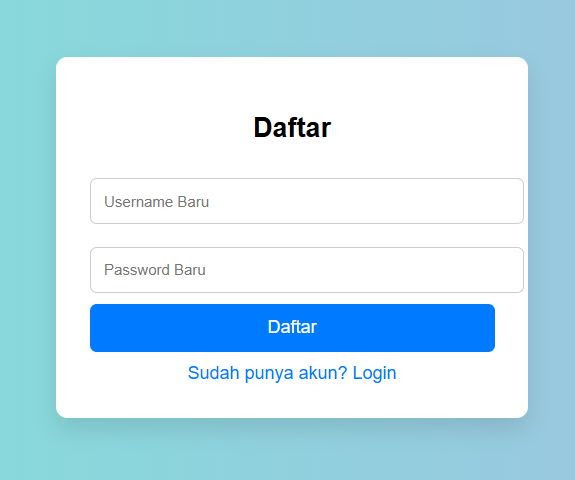 Daftar
Username Baru
Password Baru
Daftar
Sudah punya akun? Login